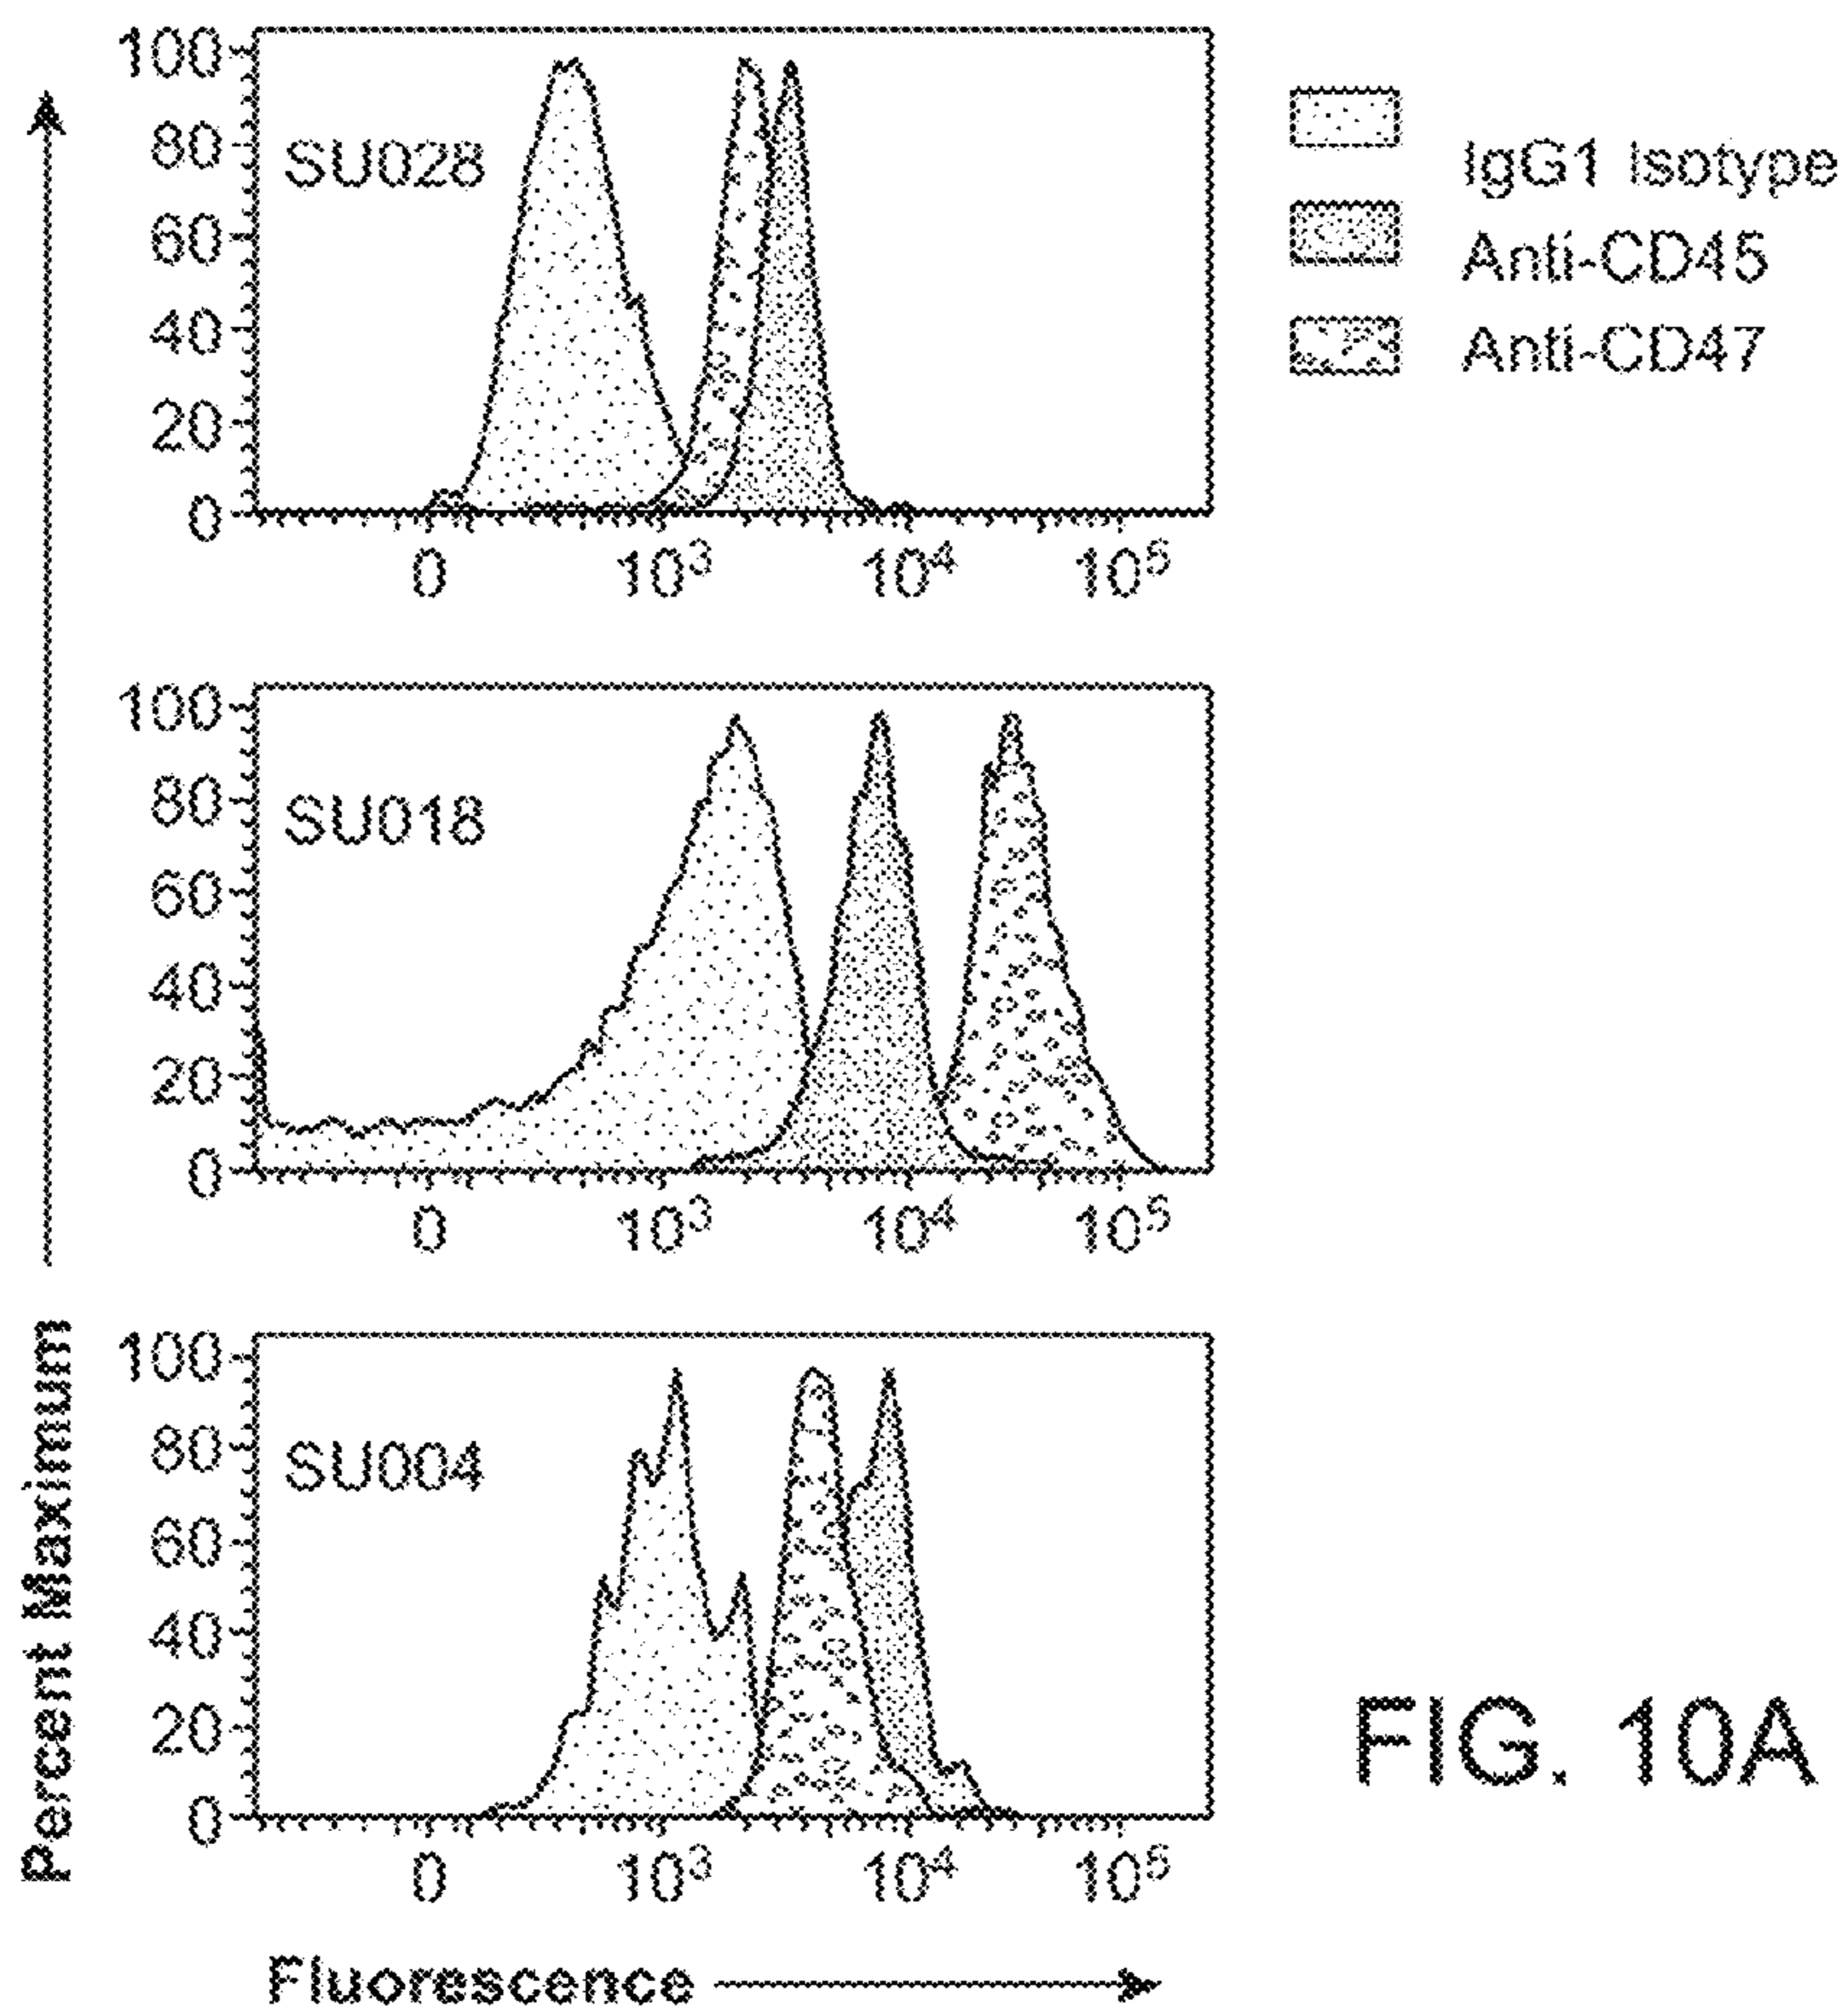 100
80
60
40
20
0
SU028
0 10³ 10⁴ 10⁵
IgG1 Isotype
Anti-CD45
Anti-CD47
100
80
60
40
20
0
SU018
0 10³ 10⁴ 10⁵
100
80
60
40
20
0
SU004
0 10³ 10⁴ 10⁵
Percent Maximum
Fluorescence
FIG. 10A